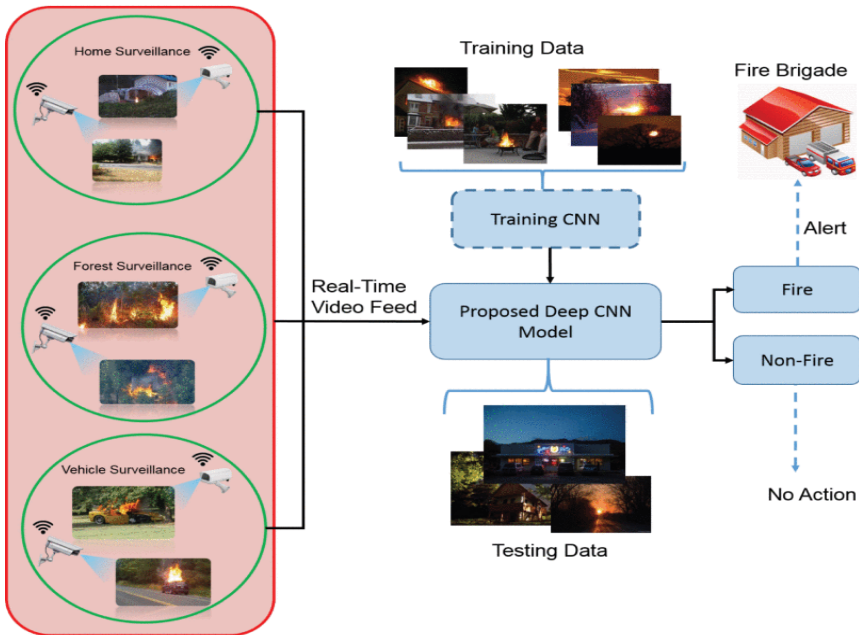 Home Surveillance
Forest Surveillance
Vehicle Surveillance
Real-Time
Video Feed
Training Data
Training CNN
Proposed Deep CNN
Model
Testing Data
Fire Brigade
Alert
Fire
Non-Fire
No Action